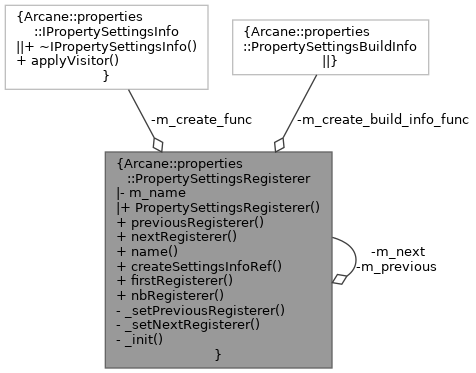 {Arcane::properties
::IPropertySettingsInfo
||+ ~IPropertySettingsInfo()
+ applyVisitor()
}
{Arcane::properties
::PropertySettingsBuildInfo
||}
-m_create_func
-m_create_build_info_func
{Arcane::properties
::PropertySettingsRegisterer
|- m_name
|+ PropertySettingsRegisterer()
+ previousRegisterer()
+ nextRegisterer()
+ name()
+ createSettingsInfoRef()
+ firstRegisterer()
+ nbRegisterer()
- _setPreviousRegisterer()
- _setNextRegisterer()
- _init()
}
-m_next
-m_previous